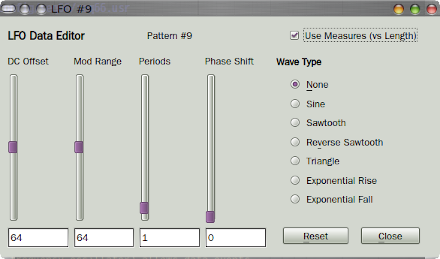 LFO #9
LFO Data Editor
Pattern #9
Use Measures (vs Length)
DC Offset
Mod Range
Periods
Phase Shift
Wave Type
None
Sine
Sawtooth
Reverse Sawtooth
Triangle
Exponential Rise
Exponential Fall
64
64
1
0
Reset
Close